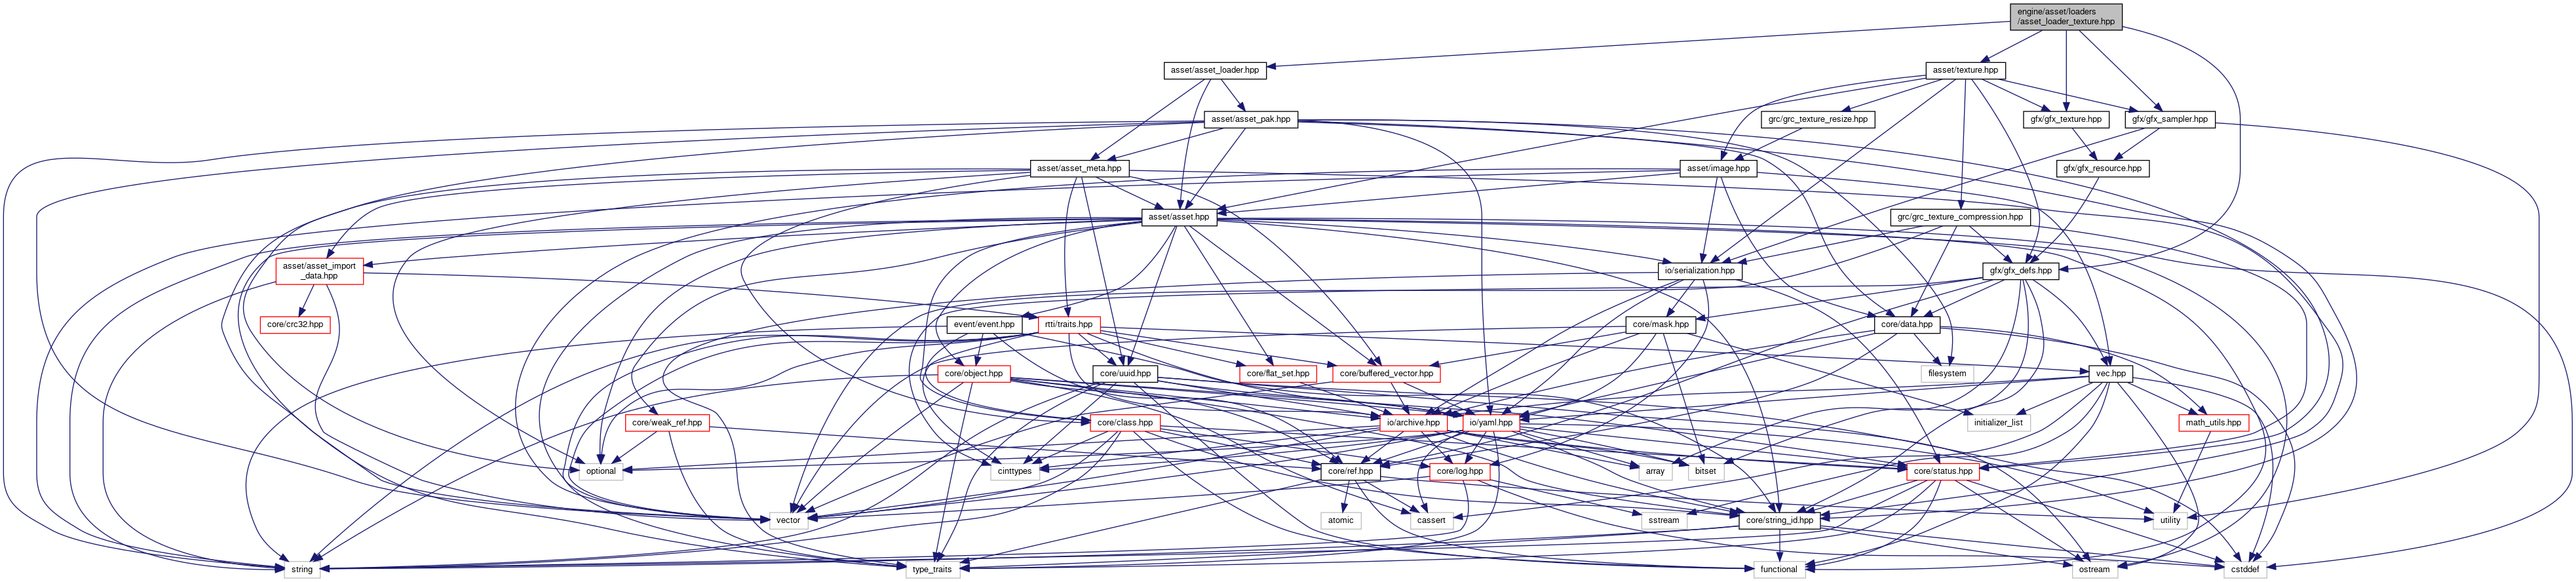 engine/asset/loaders
/asset_loader_texture.hpp
asset/asset_loader.hpp
asset/texture.hpp
asset/asset_pak.hpp
grc/grc_texture_resize.hpp
gfx/gfx_texture.hpp
gfx/gfx_sampler.hpp
asset/asset_meta.hpp
asset/image.hpp
gfx/gfx_resource.hpp
asset/asset.hpp
grc/grc_texture_compression.hpp
asset/asset_import
_data.hpp
io/serialization.hpp
gfx/gfx_defs.hpp
core/crc32.hpp
event/event.hpp
rtti/traits.hpp
core/mask.hpp
core/data.hpp
core/object.hpp
core/uuid.hpp
core/flat_set.hpp
core/buffered_vector.hpp
filesystem
vec.hpp
core/weak_ref.hpp
core/class.hpp
io/archive.hpp
io/yaml.hpp
initializer_list
math_utils.hpp
optional
cinttypes
core/ref.hpp
core/log.hpp
array
bitset
core/status.hpp
vector
atomic
cassert
sstream
core/string_id.hpp
utility
string
type_traits
functional
ostream
cstddef